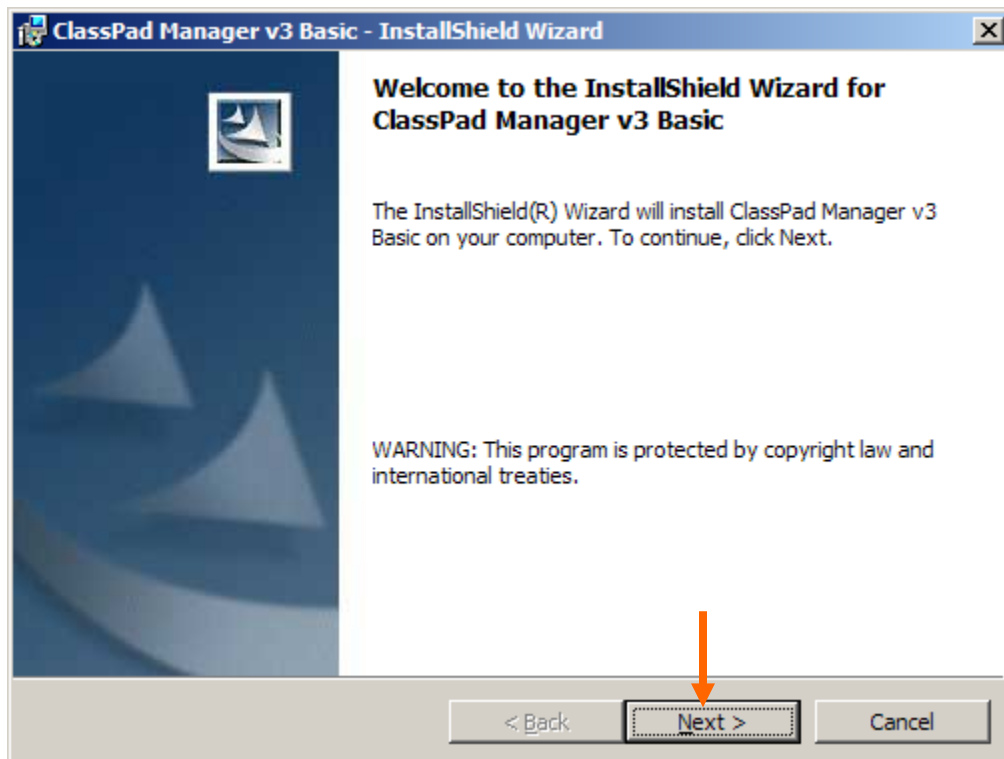 ClassPad Manager v3 Basic - InstallShield Wizard
Welcome to the InstallShield Wizard for
ClassPad Manager v3 Basic
The InstallShield(R) Wizard will install ClassPad Manager v3
Basic on your computer. To continue, click Next.
WARNING: This program is protected by copyright law and
international treaties.
< Back Next > Cancel